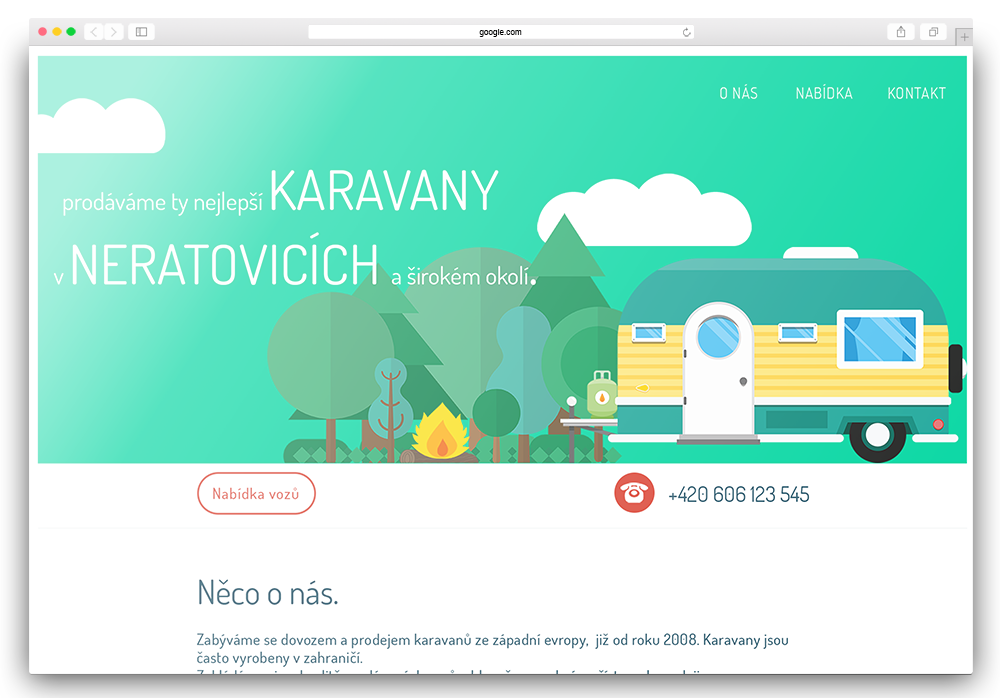 google.com
O NÁS NABÍDKA KONTAKT
prodáváme ty nejlepší KARAVANY
v NERATOVICÍCH a širokém okolí.
Nabídka vozů
+420 606 123 545
Něco o nás.
Zabýváme se dovozem a prodejem karavanů ze západní evropy, již od roku 2008. Karavany jsou
často vyrobeny v zahraničí.